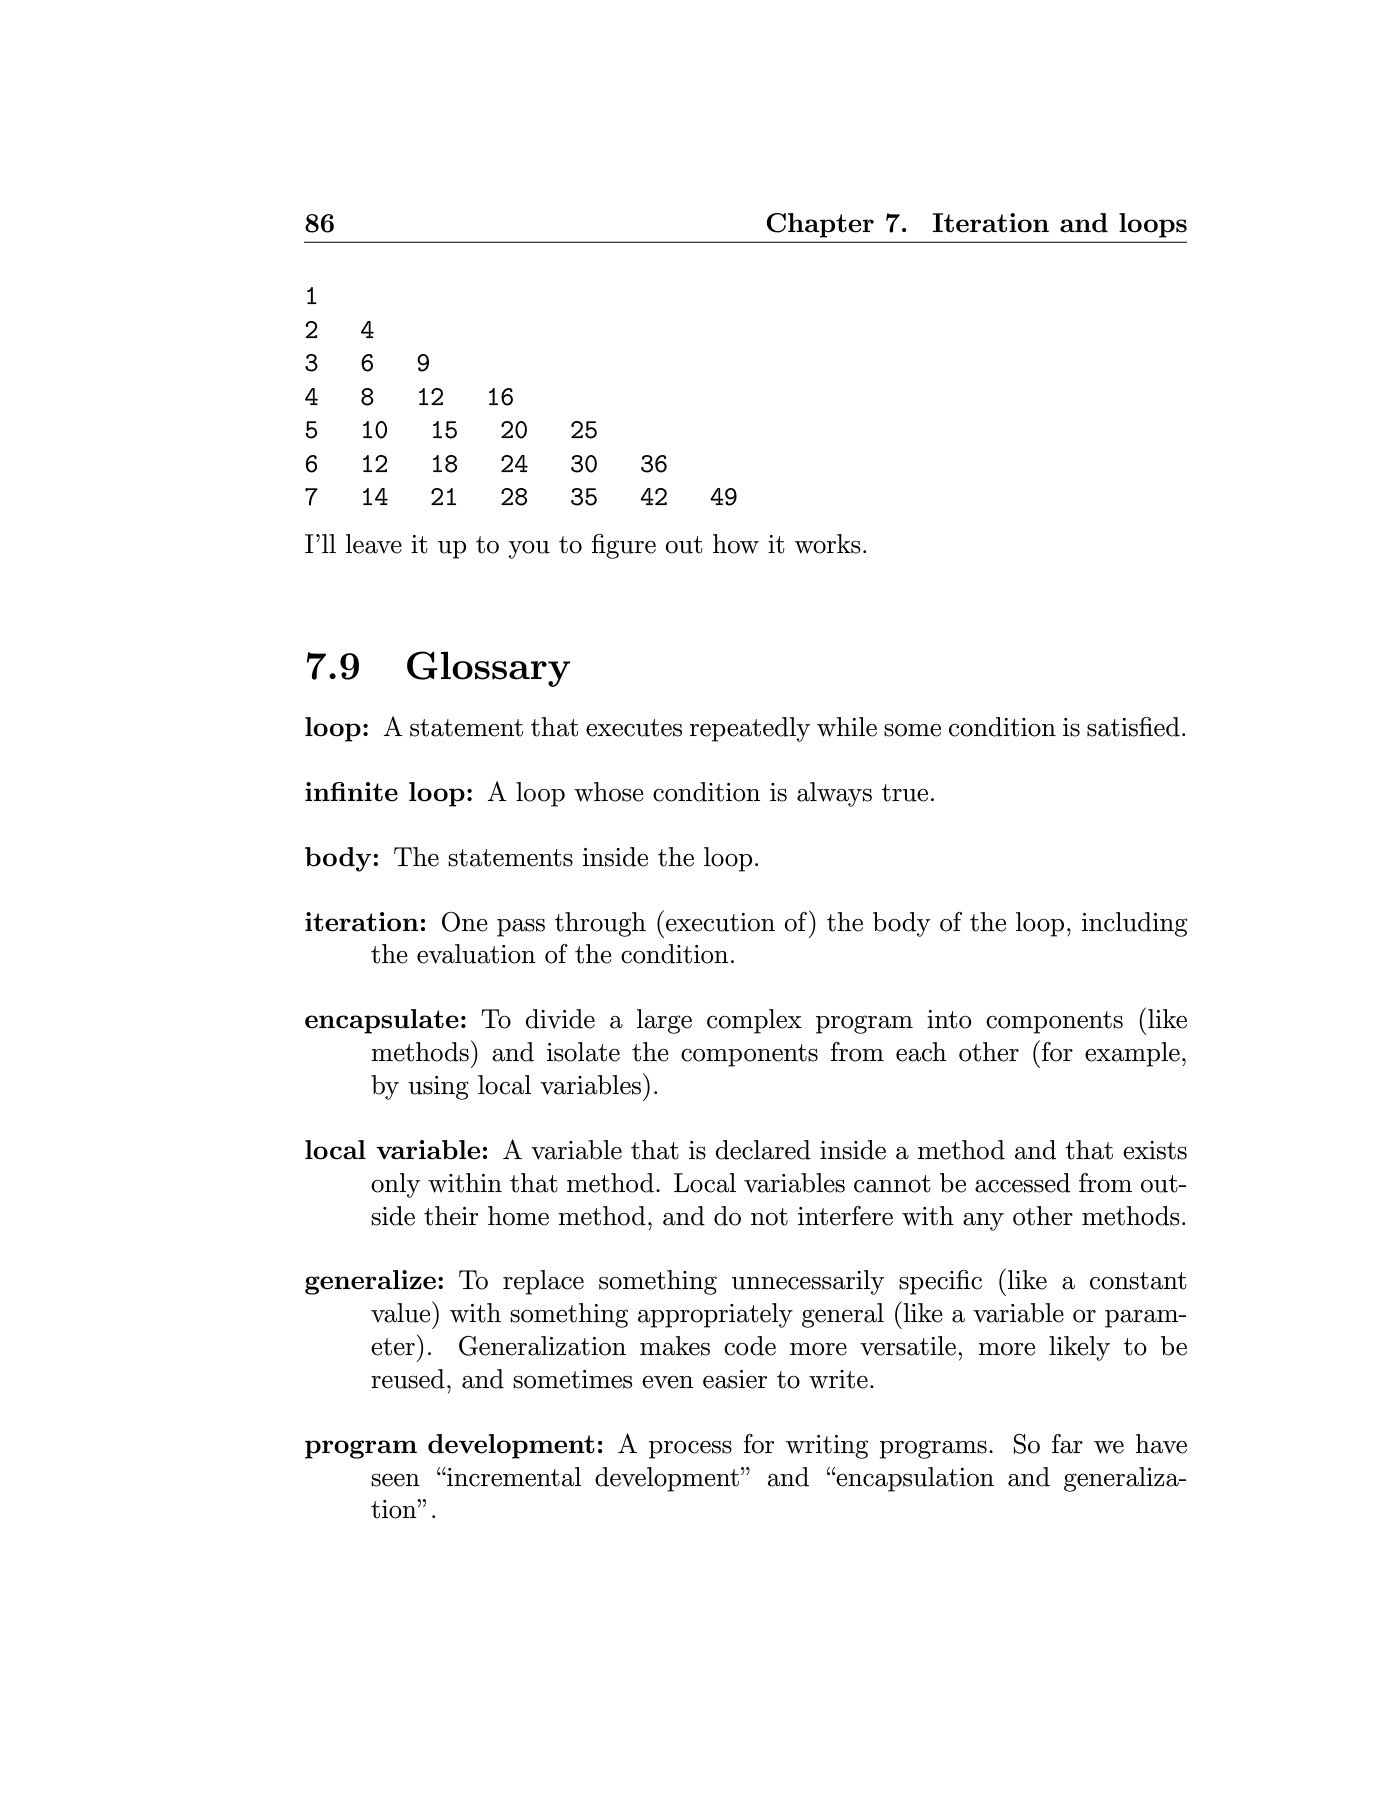 86 Chapter 7. Iteration and loops
1
2 4
3 6 9
4 8 12 16
5 10 15 20 25
6 12 18 24 30 36
7 14 21 28 35 42 49
I'll leave it up to you to figure out how it works.
7.9 Glossary
loop: A statement that executes repeatedly while some condition is satisfied.
infinite loop: A loop whose condition is always true.
body: The statements inside the loop.
iteration: One pass through (execution of) the body of the loop, including
the evaluation of the condition.
encapsulate: To divide a large complex program into components (like
methods) and isolate the components from each other (for example,
by using local variables).
local variable: A variable that is declared inside a method and that exists
only within that method. Local variables cannot be accessed from out-
side their home method, and do not interfere with any other methods.
generalize: To replace something unnecessarily specific (like a constant
value) with something appropriately general (like a variable or param-
eter). Generalization makes code more versatile, more likely to be
reused, and sometimes even easier to write.
program development: A process for writing programs. So far we have
seen “incremental development” and “encapsulation and generaliza-
tion”.